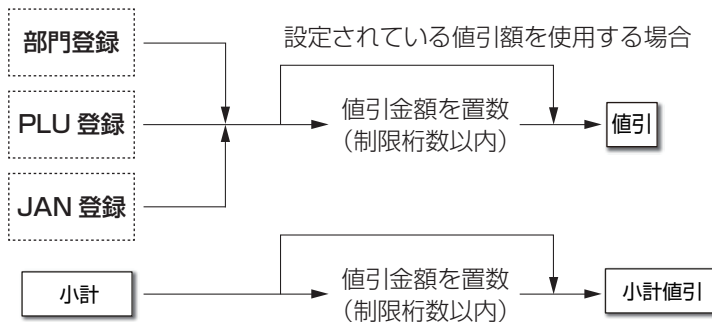 部門登録
設定されている値引額を使用する場合
PLU 登録
値引金額を置数
（制限桁数以内）
値引
JAN 登録
小計
値引金額を置数
（制限桁数以内）
小計値引